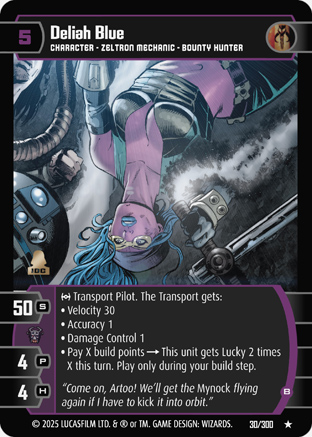 5 Deliah Blue
CHARACTER - ZELTRON MECHANIC - BOUNTY HUNTER
IDC
50 S
4 P
4 H
Transport Pilot. The Transport gets:
• Velocity 30
• Accuracy 1
• Damage Control 1
• Pay X build points → This unit gets Lucky 2 times
X this turn. Play only during your build step.
“Come on, Artoo! We’ll get the Mynock flying
again if I have to kick it into orbit.”
B
© 2025 LUCASFILM LTD. & ® or TM. GAME DESIGN: WIZARDS. 30/300 ★